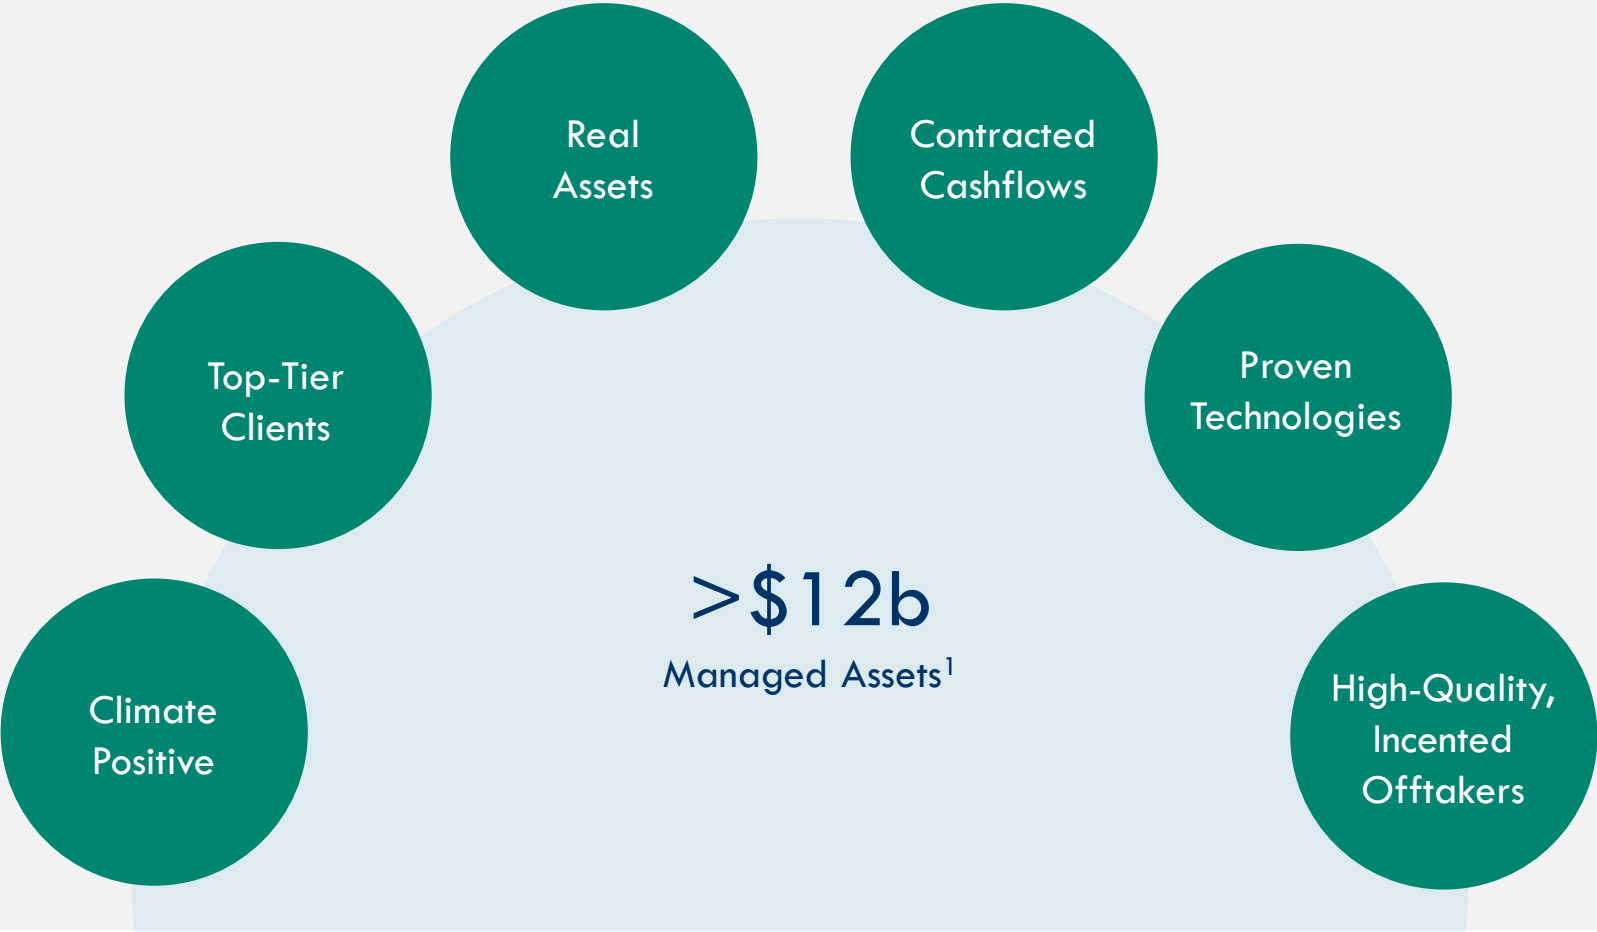 Real
Assets
Contracted
Cashflows
Top-Tier
Clients
Proven
Technologies
>$12b
Managed Assets¹
Climate
Positive
High-Quality,
Incented
Offtakers